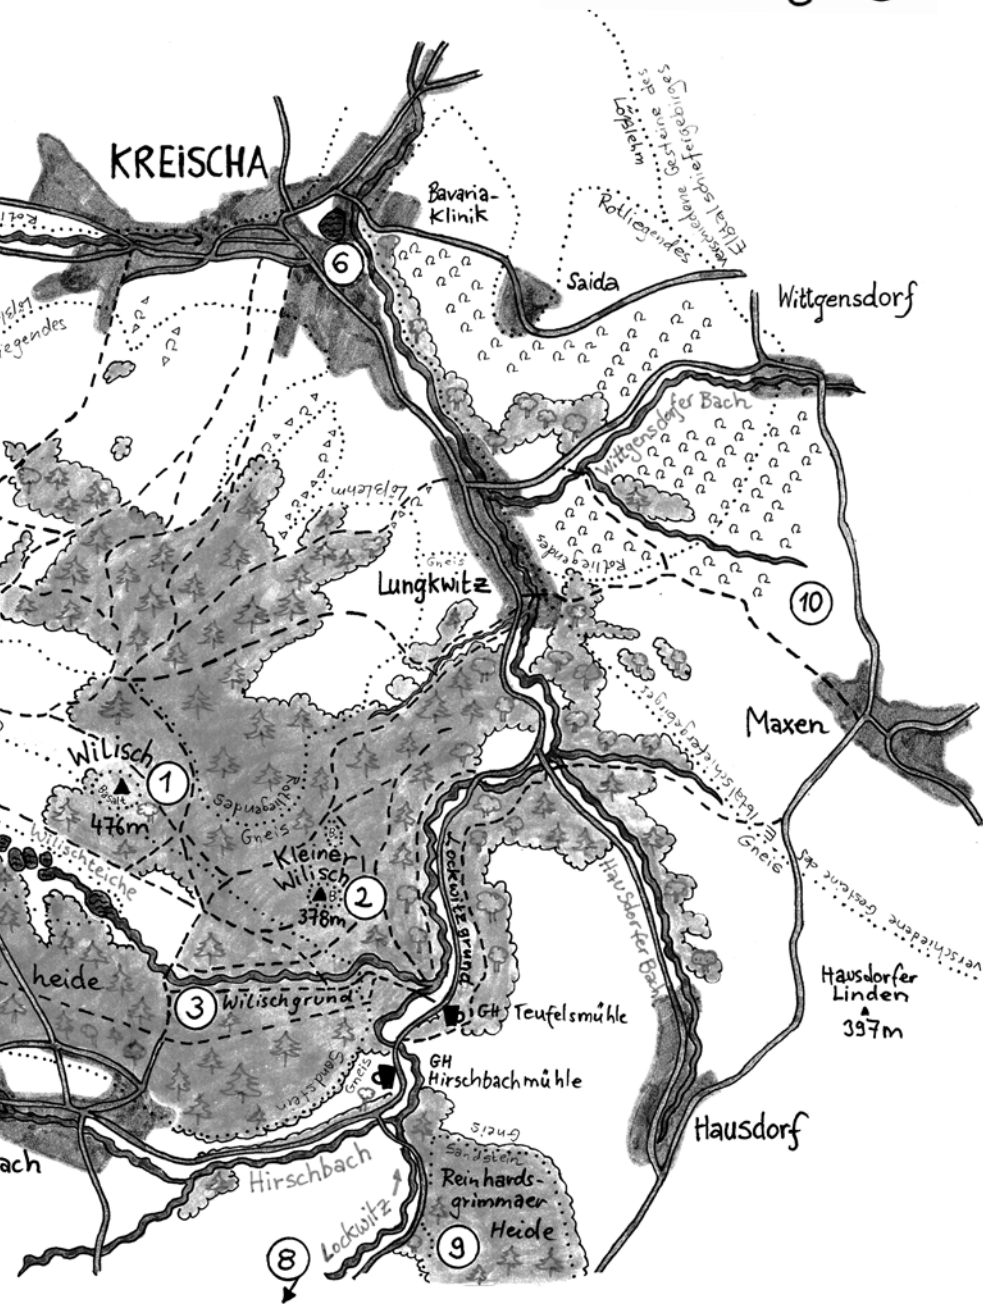 KREISCHA
Bavaria-
Klinik
Lößlehm
verschiedene Gesteine des
Elbtalschiefergebirges
Rotliegendes
Saida
Wittgensdorf
6
Wittgensdorfer Bach
Lößlehm
Gneis
Rotliegendes
Lungkwitz
10
Maxen
Wilisch
1
Basalt
476m
Rotliegendes
Gneis
Kleiner
Wilisch
B
B
2
378m
Wilischteiche
Lockwitzgrund
Hausdorfer Bach
Elbtalschiefergebirges
Gneis
verschiedene Gesteine des
heide
3
Wilischgrund
GH Teufelsmühle
Hausdorfer
Linden
397m
Sandstein
Gneis
GH
Hirschbachmühle
Hausdorf
Gneis
Sandstein
ach
Hirschbach
Reinhards-
grimmaer
Heide
Lockwitz
8
9